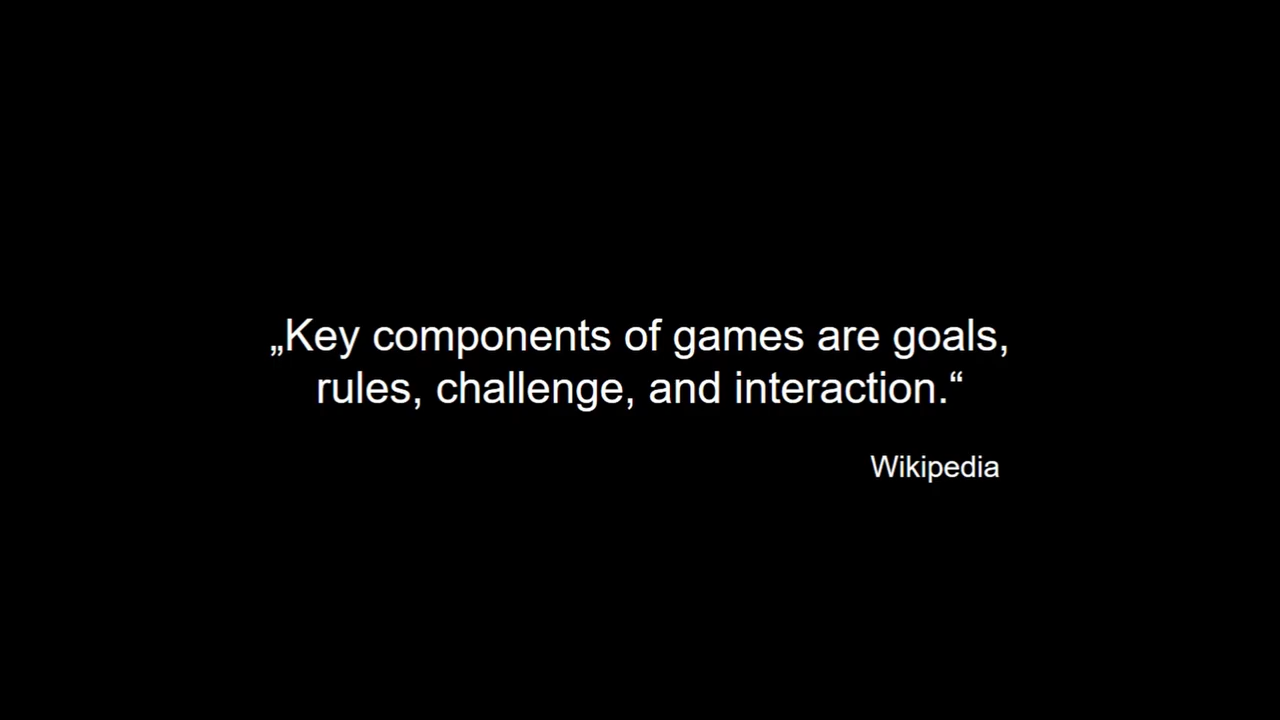 „Key components of games are goals,
rules, challenge, and interaction.“
Wikipedia